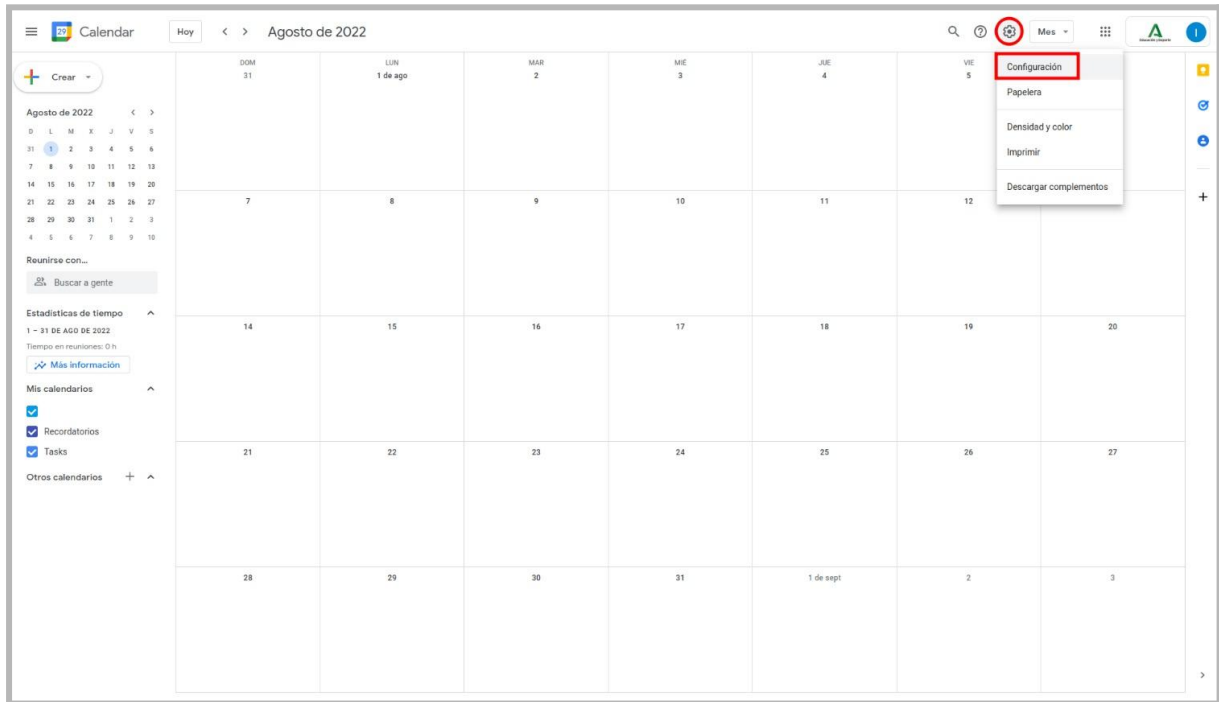 29 Calendar Hoy < > Agosto de 2022 Mes I
Crear
Agosto de 2022 < >
D L M X J V S
31 1 2 3 4 5 6
7 8 9 10 11 12 13
14 15 16 17 18 19 20
21 22 23 24 25 26 27
28 29 30 31 1 2 3
4 5 6 7 8 9 10
Reunirse con...
Buscar a gente
Estadísticas de tiempo
1 – 31 DE AGO DE 2022
Tiempo en reuniones: 0 h
Más información
Mis calendarios
Recordatorios
Tasks
Otros calendarios +
DOM LUN MAR MIÉ JUE VIE
31 1 de ago 2 3 4 5
7 8 9 10 11 12
14 15 16 17 18 19 20
21 22 23 24 25 26 27
28 29 30 31 1 de sept 2 3
Configuración
Papelera
Densidad y color
Imprimir
Descargar complementos